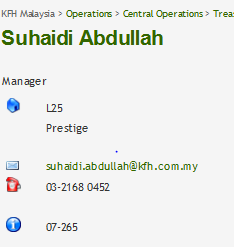 KFH Malaysia > Operations > Central Operations > Treas
Suhaidi Abdullah
Manager
L25
Prestige
suhaidi.abdullah@kfh.com.my
03-2168 0452
07-265